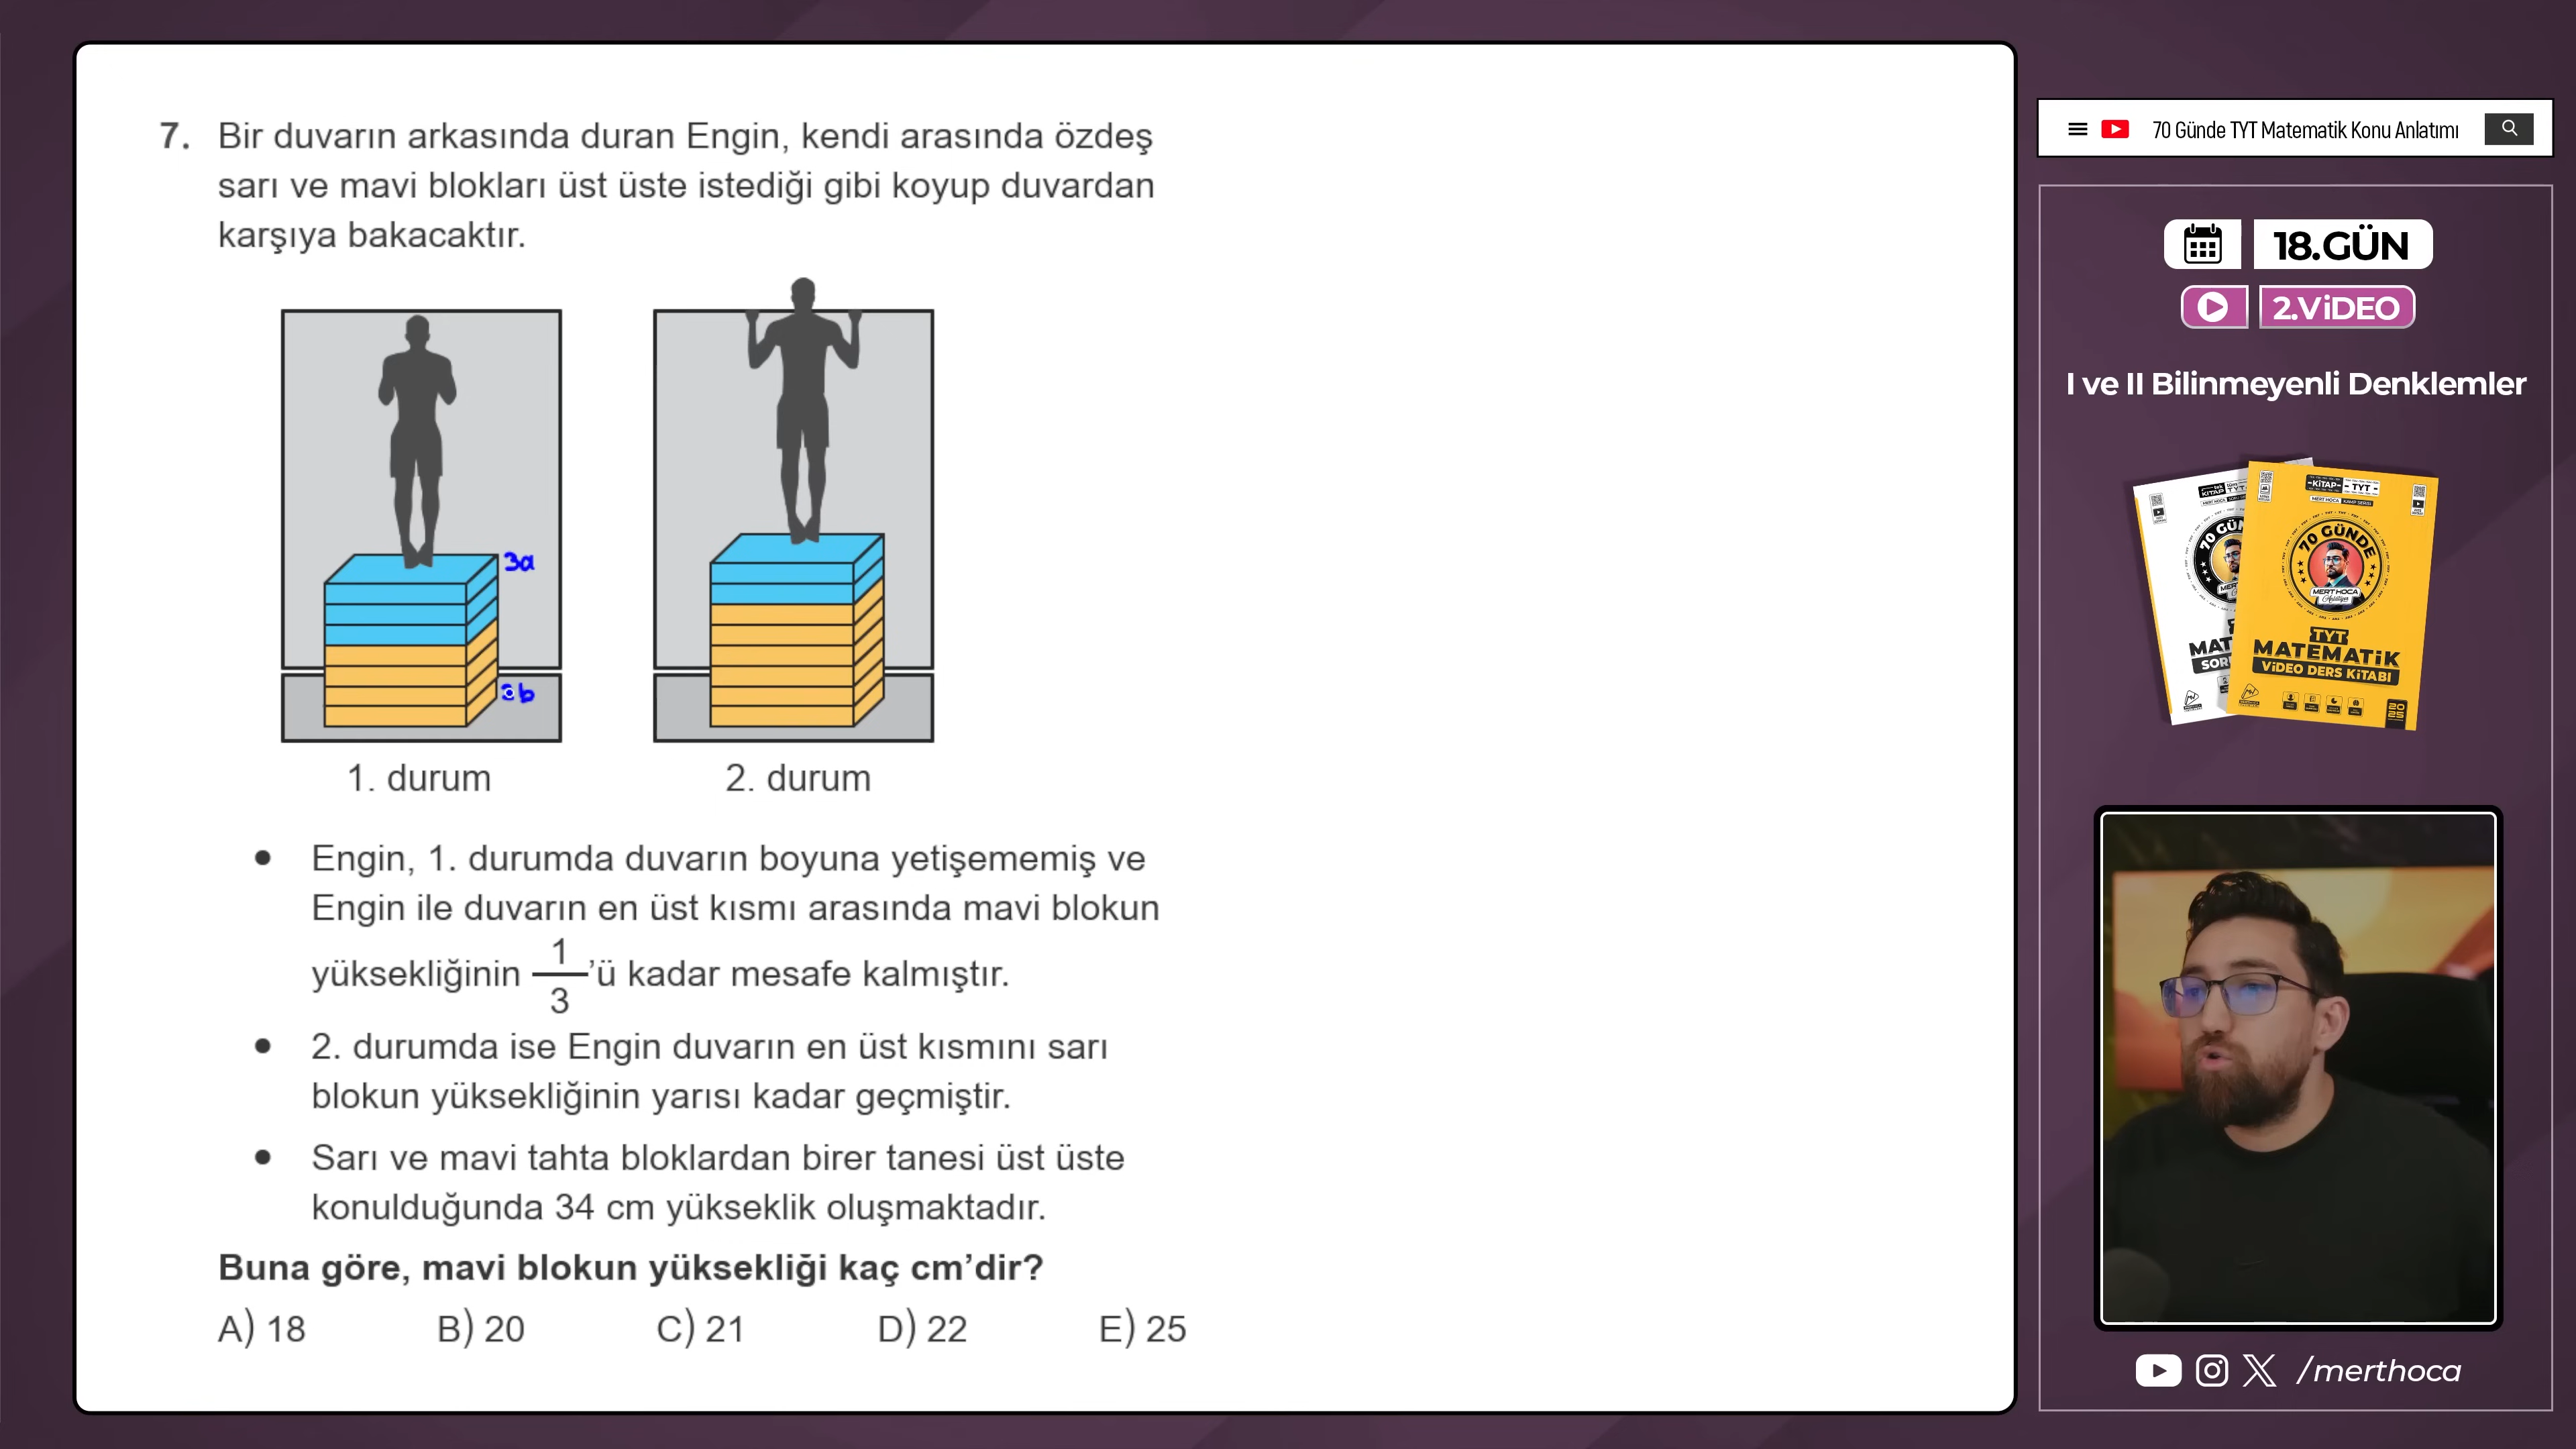 7. Bir duvarın arkasında duran Engin, kendi arasında özdeş
sarı ve mavi blokları üst üste istediği gibi koyup duvardan
karşıya bakacaktır.
3a
1. durum
2. durum
• Engin, 1. durumda duvarın boyuna yetişememiş ve
Engin ile duvarın en üst kısmı arasında mavi blokun
yüksekliğinin 1/3'ü kadar mesafe kalmıştır.
• 2. durumda ise Engin duvarın en üst kısmını sarı
blokun yüksekliğinin yarısı kadar geçmiştir.
• Sarı ve mavi tahta bloklardan birer tanesi üst üste
konulduğunda 34 cm yükseklik oluşmaktadır.
Buna göre, mavi blokun yüksekliği kaç cm'dir?
A) 18 B) 20 C) 21 D) 22 E) 25
70 Günde TYT Matematik Konu Anlatımı
18.GÜN
2.ViDEO
I ve II Bilinmeyenli Denklemler
KiTAP
TYT
70 GÜNDE
MERT HOCA
TYT
MATEMATiK
ViDEO DERS KiTABI
/merthoca